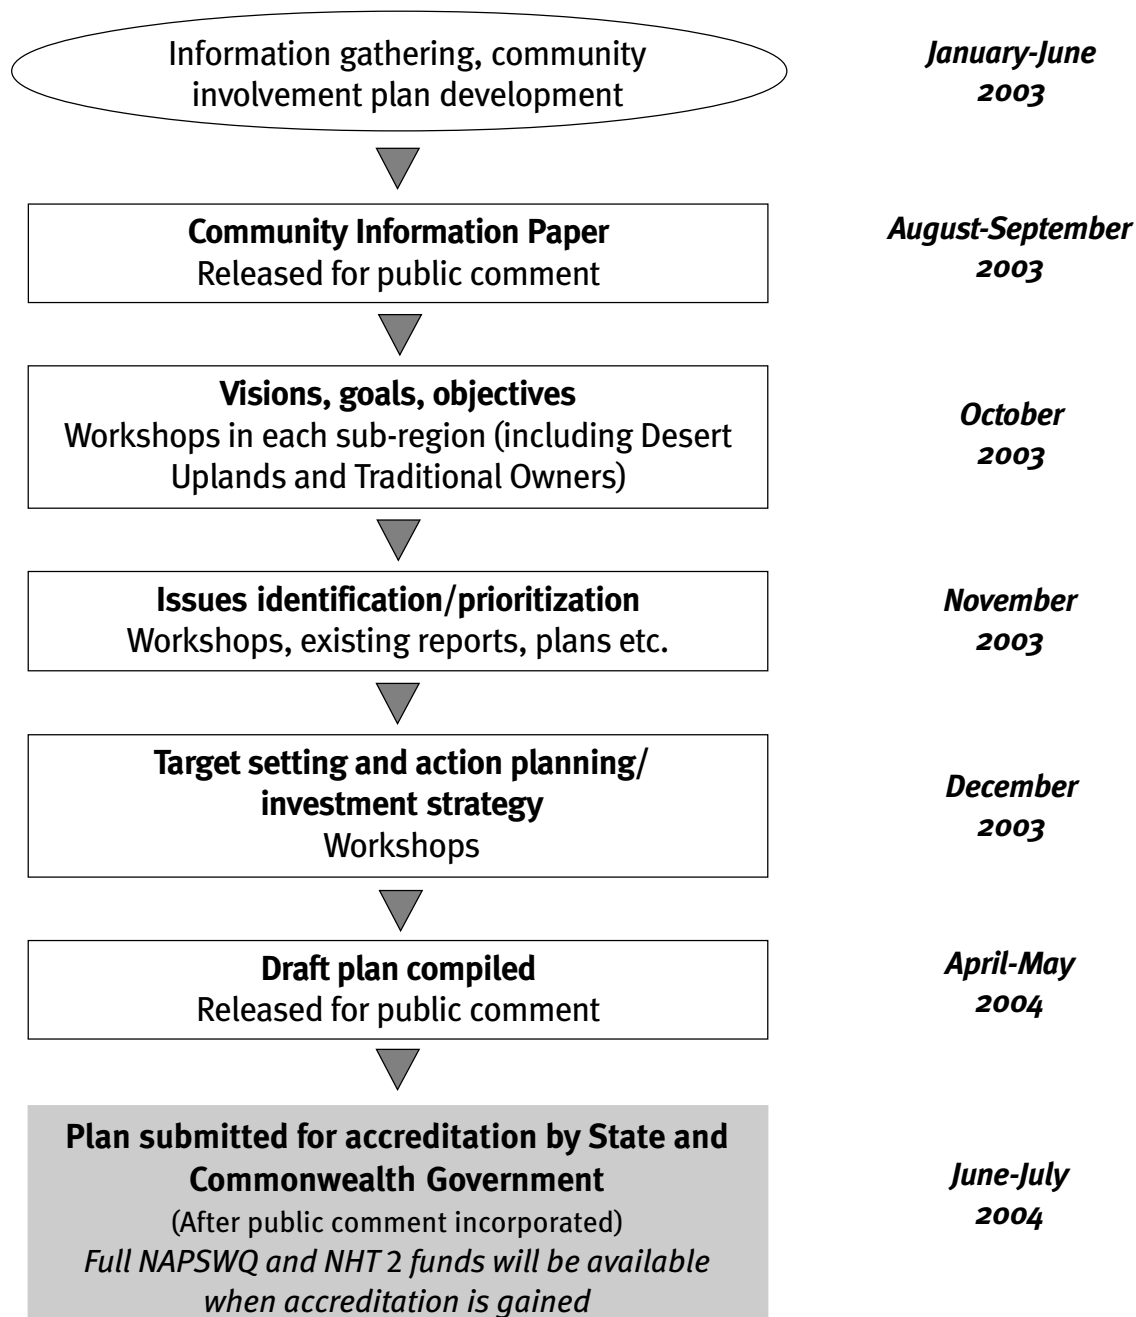 Information gathering, community
involvement plan development
January-June
2003
Community Information Paper
Released for public comment
August-September
2003
Visions, goals, objectives
Workshops in each sub-region (including Desert
Uplands and Traditional Owners)
October
2003
Issues identification/prioritization
Workshops, existing reports, plans etc.
November
2003
Target setting and action planning/
investment strategy
Workshops
December
2003
Draft plan compiled
Released for public comment
April-May
2004
Plan submitted for accreditation by State and
Commonwealth Government
(After public comment incorporated)
Full NAPSWQ and NHT 2 funds will be available
when accreditation is gained
June-July
2004